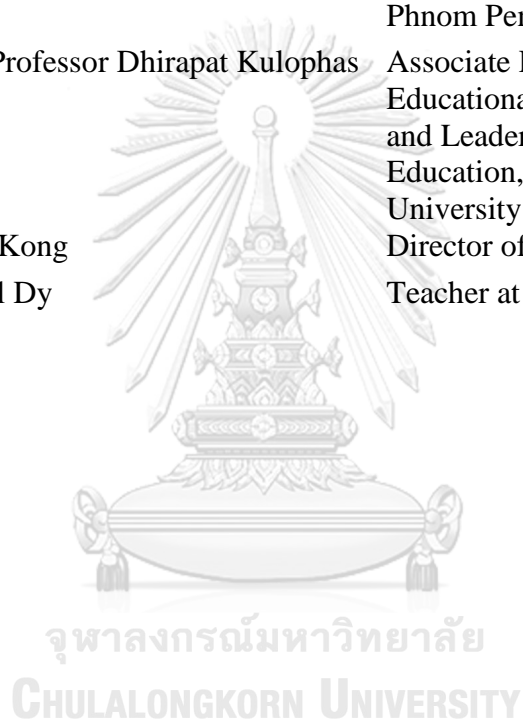 Phnom Pen
Professor Dhirapat Kulophas Associate
Educationa
and Leader
Education,
University
Kong Director of
Dy Teacher at
จุฬาลงกรณ์มหาวิทยาลัย
CHULALONGKORN UNIVERSITY